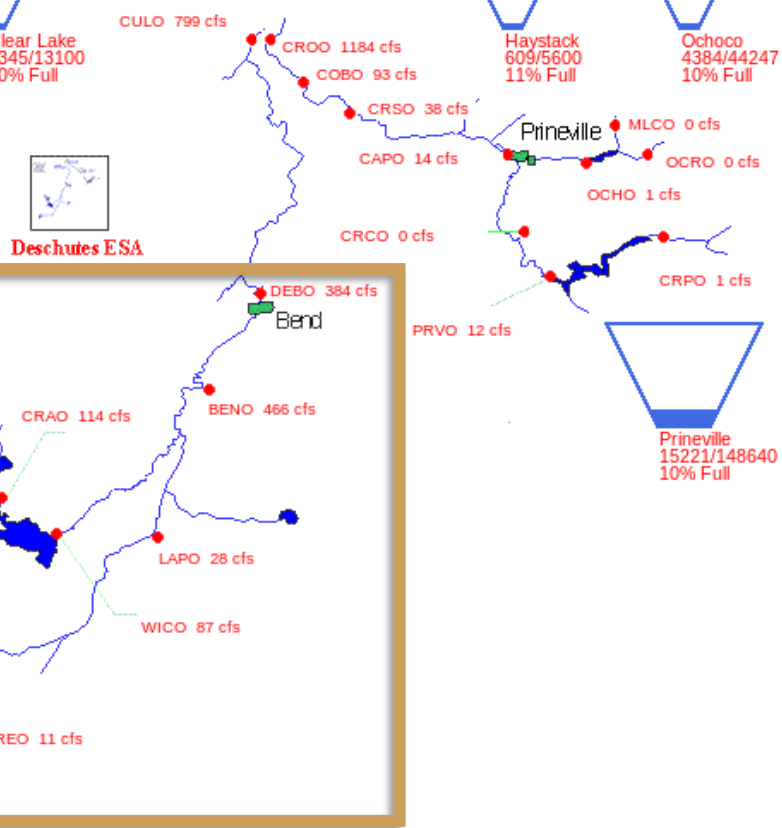 CULO 799 cfs
CROO 1184 cfs
COBO 93 cfs
CRSO 38 cfs
lear Lake
345/13100
0% Full
Haystack
609/5600
11% Full
Ochoco
4384/44247
10% Full
Prineville
MLCO 0 cfs
CAPO 14 cfs
OCRO 0 cfs
OCHO 1 cfs
CRCO 0 cfs
Deschutes ESA
CRPO 1 cfs
DEBO 384 cfs
Bend
PRVO 12 cfs
BENO 466 cfs
CRAO 114 cfs
Prineville
15221/148640
10% Full
LAPO 28 cfs
WICO 87 cfs
REO 11 cfs